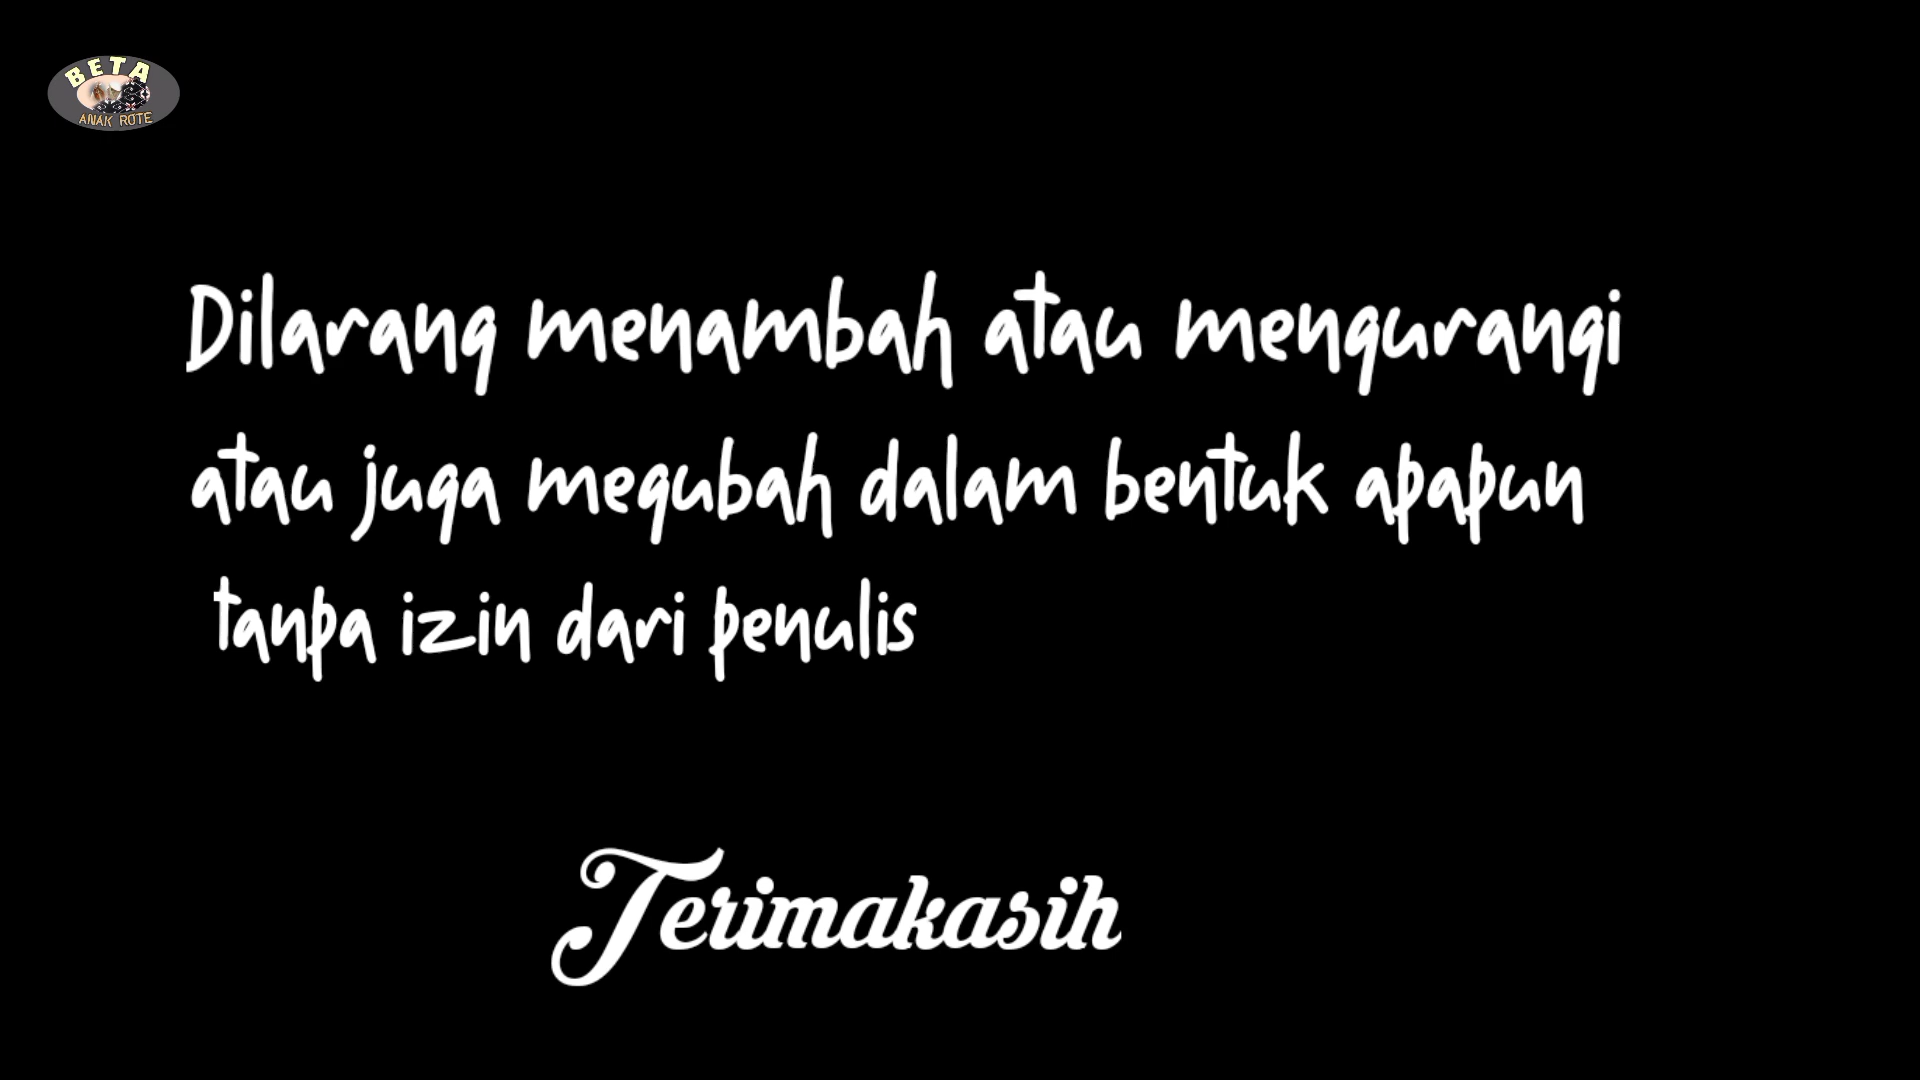 BETA
ANAK ROTE
Dilarang menambah atau mengurangi
atau juga megubah dalam bentuk apapun
tanpa izin dari penulis
Terimakasih